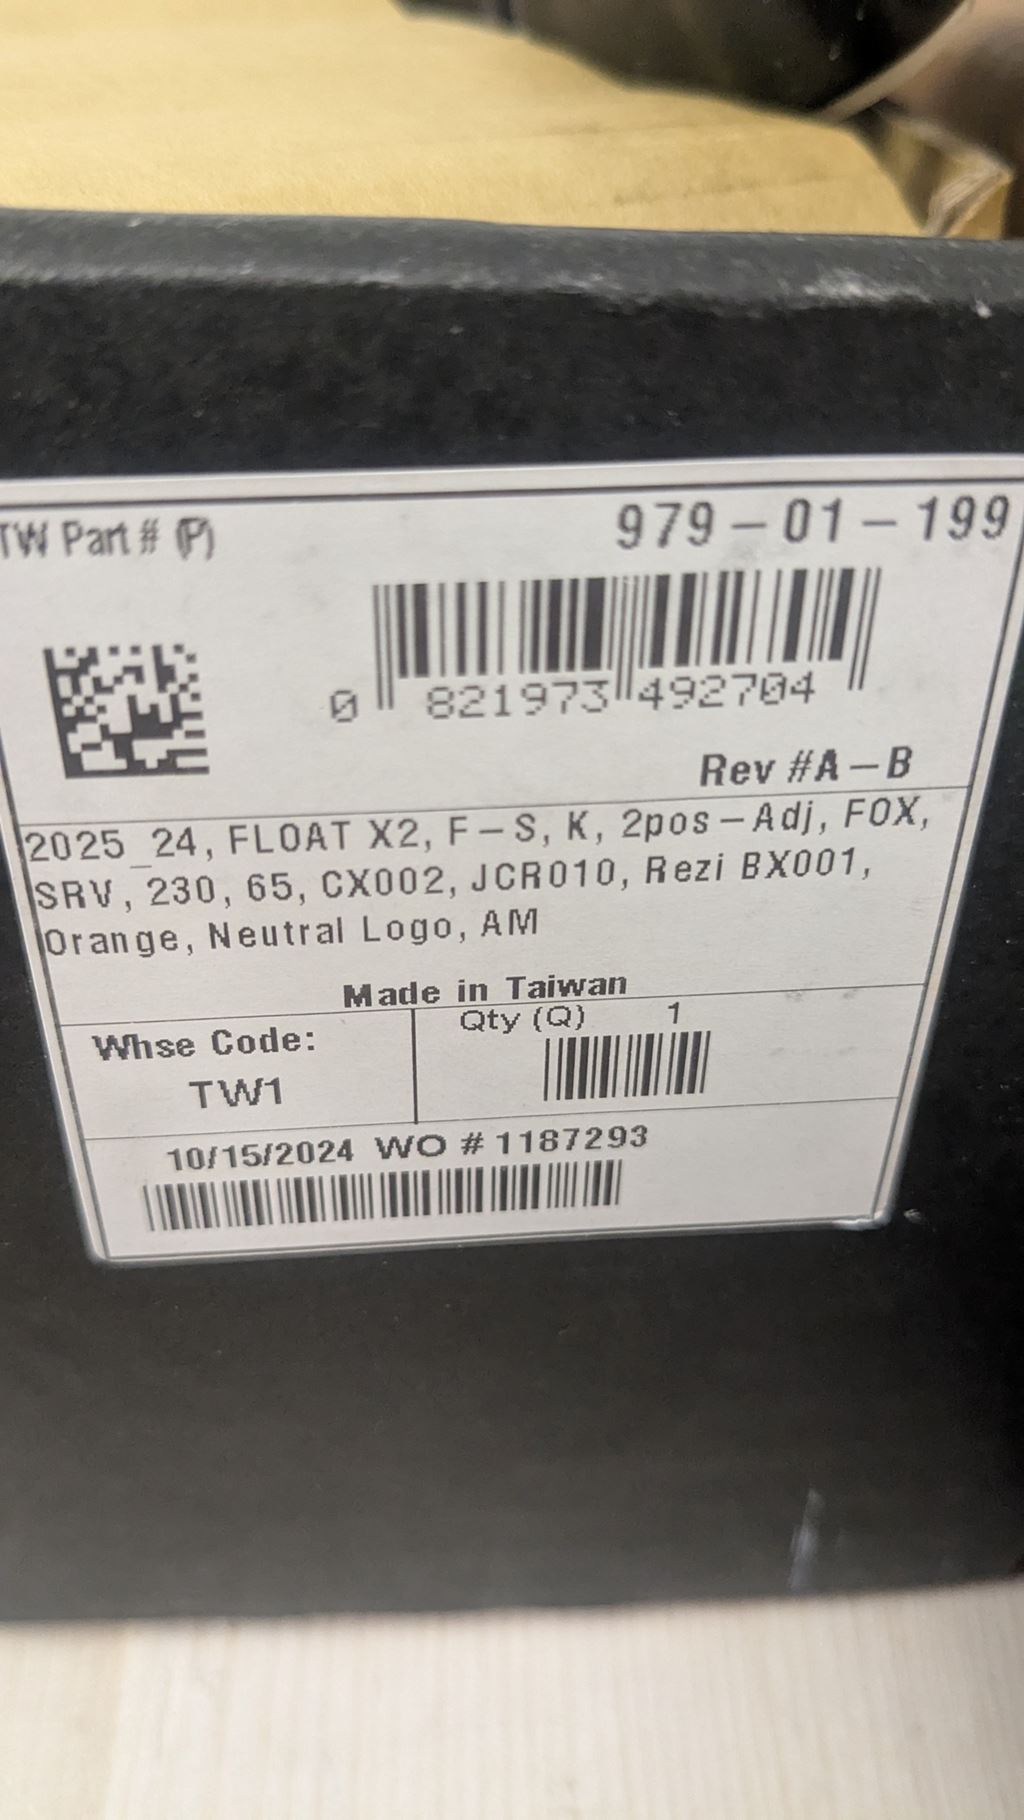 TW Part # (P)
979-01-199
0 821973 492704
Rev #A-B
2025_24, FLOAT X2, F-S, K, 2pos-Adj, FOX,
SRV, 230, 65, CX002, JCR010, Rezi BX001,
Orange, Neutral Logo, AM
Made in Taiwan
Whse Code:
TW1
Qty (Q) 1
10/15/2024 WO # 1187293